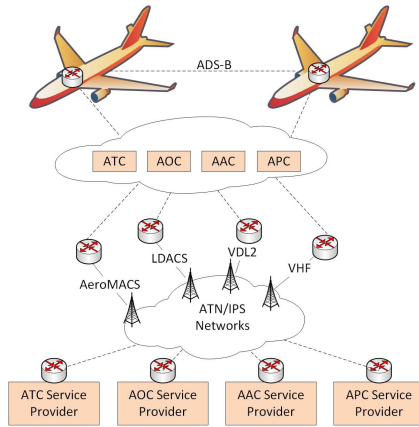 ADS-B
ATC
AOC
AAC
APC
LDACS
VDL2
VHF
AeroMACS
ATN/IPS
Networks
ATC Service
Provider
AOC Service
Provider
AAC Service
Provider
APC Service
Provider